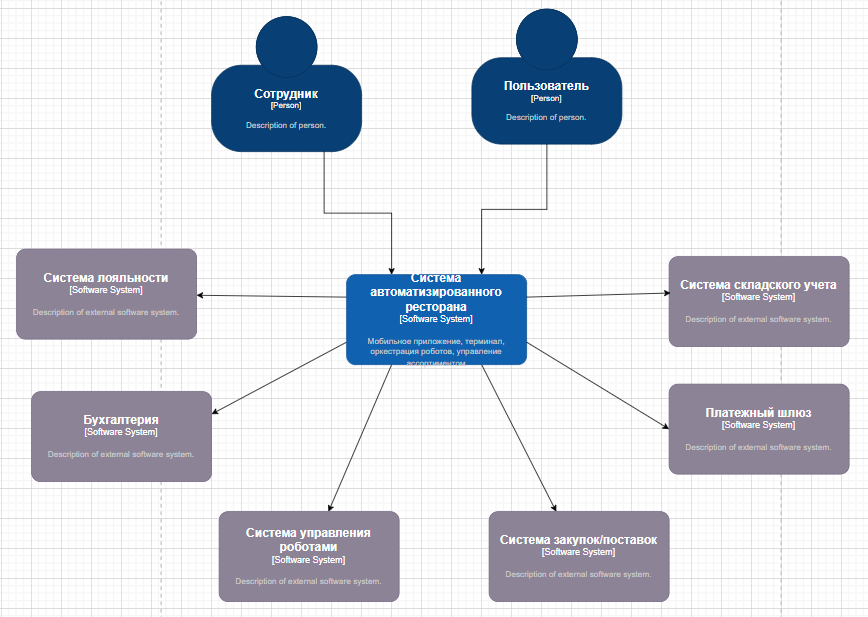 Сотрудник
[Person]
Description of person.
Пользователь
[Person]
Description of person.
Система лояльности
[Software System]
Description of external software system.
Система
автоматизированного
ресторана
[Software System]
Мобильное приложение, терминал,
оркестрация роботов, управление
ассортиментом
Система складского учета
[Software System]
Description of external software system.
Бухгалтерия
[Software System]
Description of external software system.
Платежный шлюз
[Software System]
Description of external software system.
Система управления
роботами
[Software System]
Description of external software system.
Система закупок/поставок
[Software System]
Description of external software system.